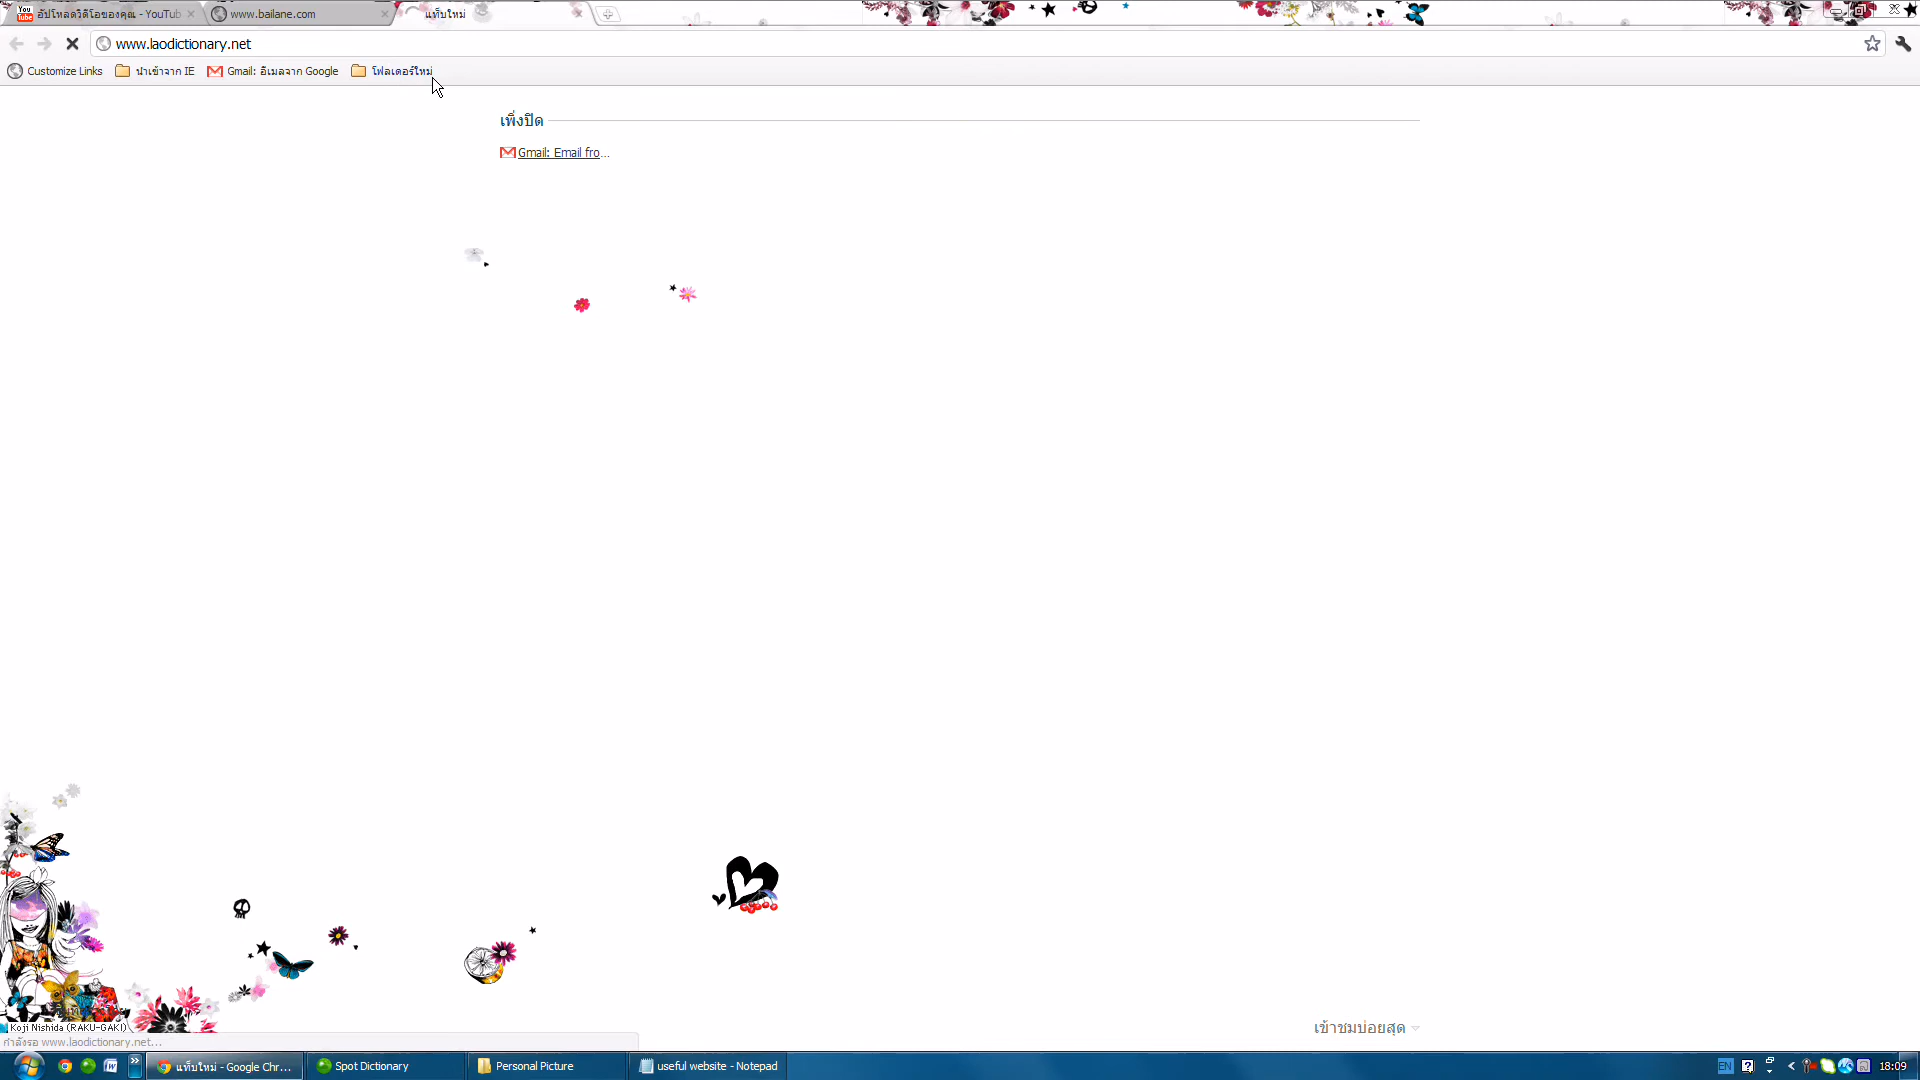 You
Tube อัปโหลดวิดีโอของคุณ - YouTub
www.bailane.com
แท็บใหม่
www.laodictionary.net
Customize Links นำเข้าจาก IE Gmail: อีเมลจาก Google โฟลเดอร์ใหม่
เพิ่งปิด
Gmail: Email fro...
เข้าชมบ่อยสุด
Koji Nishida (RAKU-GAKI)
กำลังรอ www.laodictionary.net...
แท็บใหม่ - Google Chr... Spot Dictionary Personal Picture useful website - Notepad EN 18:09